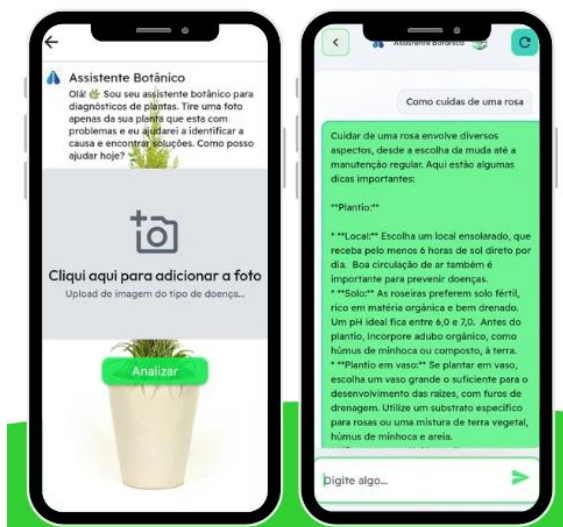 Assistente Botânico
Olá! 🌿 Sou seu assistente botânico para
diagnósticos de plantas. Tire uma foto
apenas da sua planta que esta com
problemas e eu ajudarei a identificar a
causa e encontrar soluções. Como posso
ajudar hoje?
Cliqui aqui para adicionar a foto
Upload de imagem do tipo de doença...
Analizar
Assistente Botânico
Como cuidas de uma rosa
Cuidar de uma rosa envolve diversos
aspectos, desde a escolha da muda até a
manutenção regular. Aqui estão algumas
dicas importantes:
**Plantio:**
* **Local:** Escolha um local ensolarado, que
receba pelo menos 6 horas de sol direto por
dia. Boa circulação de ar também é
importante para prevenir doenças.
* **Solo:** As roseiras preferem solo fértil,
rico em matéria orgânica e bem drenado.
Um pH ideal fica entre 6,0 e 7,0. Antes do
plantio, incorpore adubo orgânico, como
húmus de minhoca ou composto, à terra.
* **Plantio em vaso:** Se plantar em vaso,
escolha um vaso grande o suficiente para o
desenvolvimento das raízes, com furos de
drenagem. Utilize um substrato específico
para rosas ou uma mistura de terra vegetal,
húmus de minhoca e areia.
Digite algo...